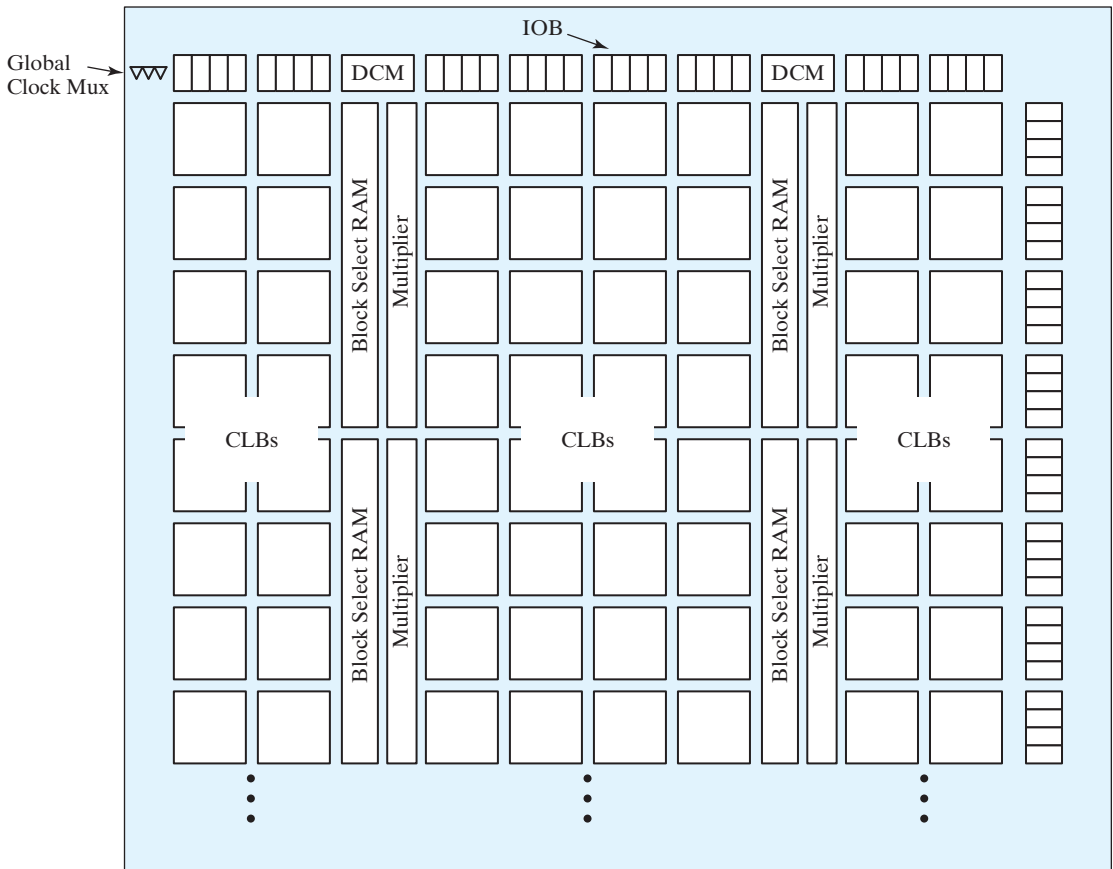 IOB
Global
Clock Mux
DCM
DCM
Block Select RAM
Multiplier
Block Select RAM
Multiplier
CLBs
CLBs
CLBs
Block Select RAM
Multiplier
Block Select RAM
Multiplier